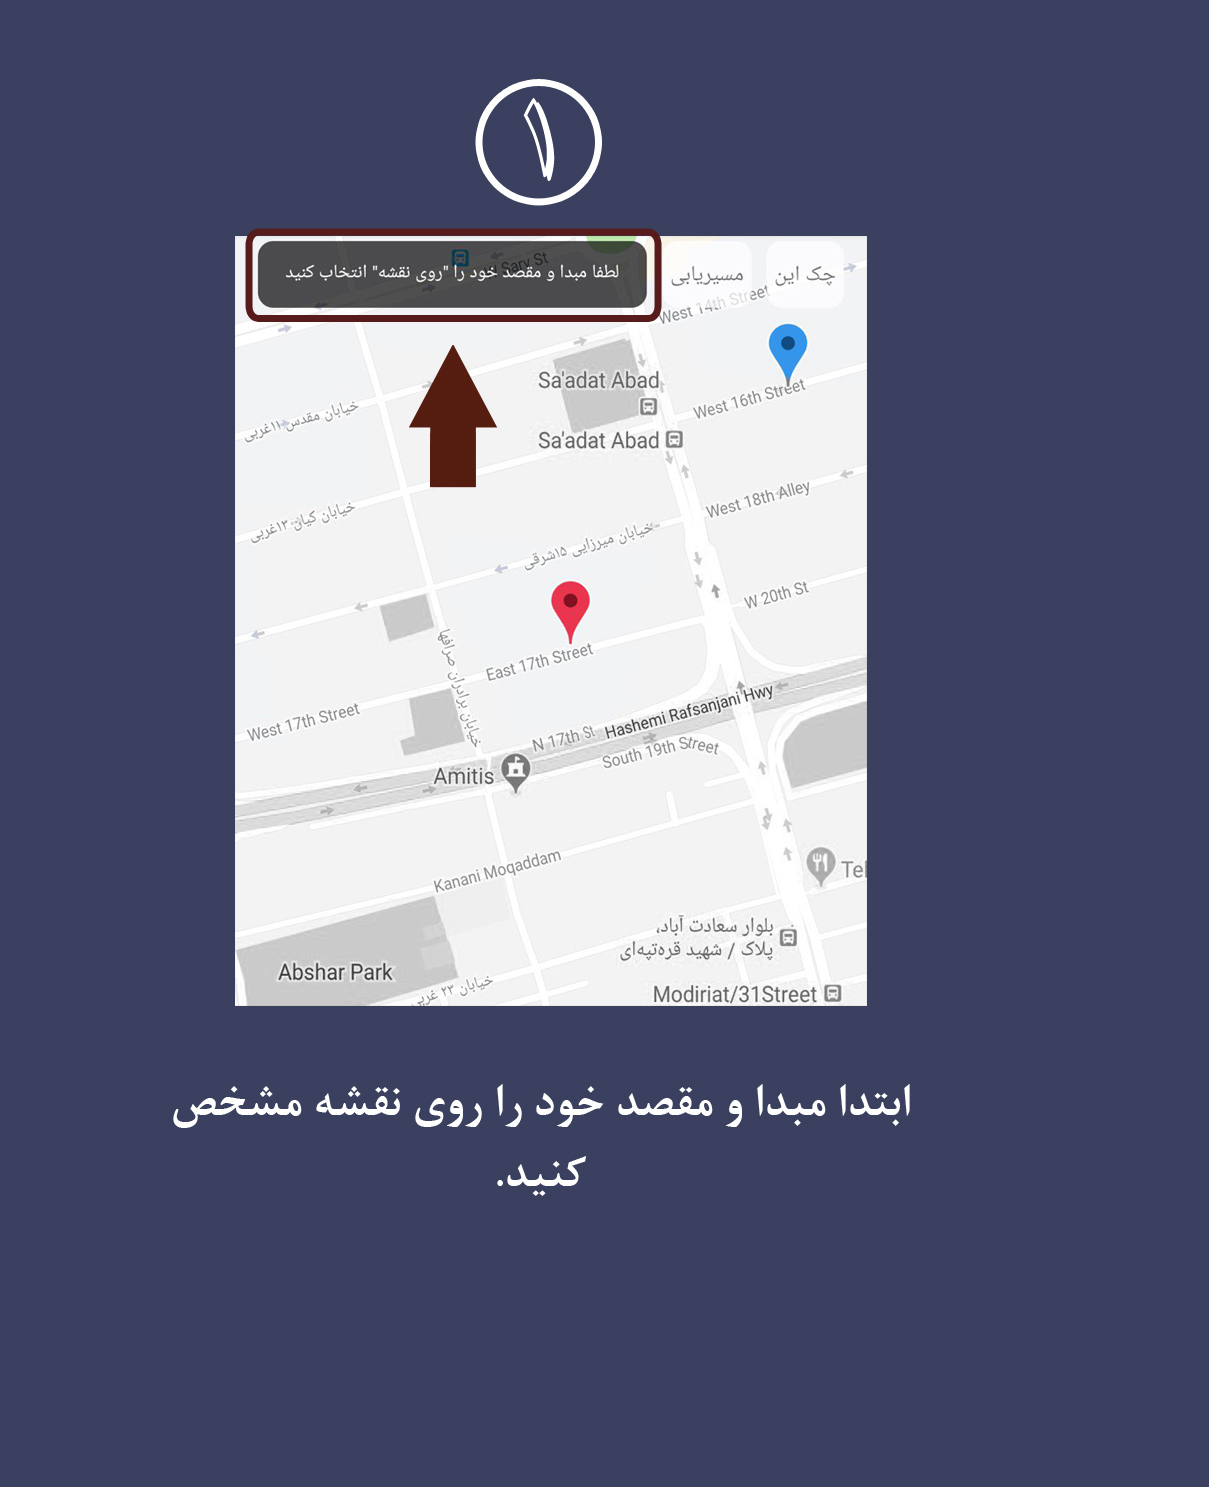 ۱
لطفا مبدا و مقصد خود را "روی نقشه" انتخاب کنید
مسیریابی
چک این
Sarv St
West 14th Street
Sa'adat Abad
West 16th Street
خیابان مقدس ۱۱غربی
Sa'adat Abad
West 18th Alley
خیابان کیان ۱۳غربی
خیابان میرزایی ۱۵شرقی
W 20th St
East 17th Street
خیابان برادران صرافها
West 17th Street
Hashemi Rafsanjani Hwy
N 17th St
South 19th Street
Amitis
Kanani Moqaddam
Tel
بلوار سعادت آباد،
پلاک / شهید قره‌تپه‌ای
Abshar Park
خیابان ۲۳ غربی
Modiriat/31Street
ابتدا مبدا و مقصد خود را روی نقشه مشخص
کنید.